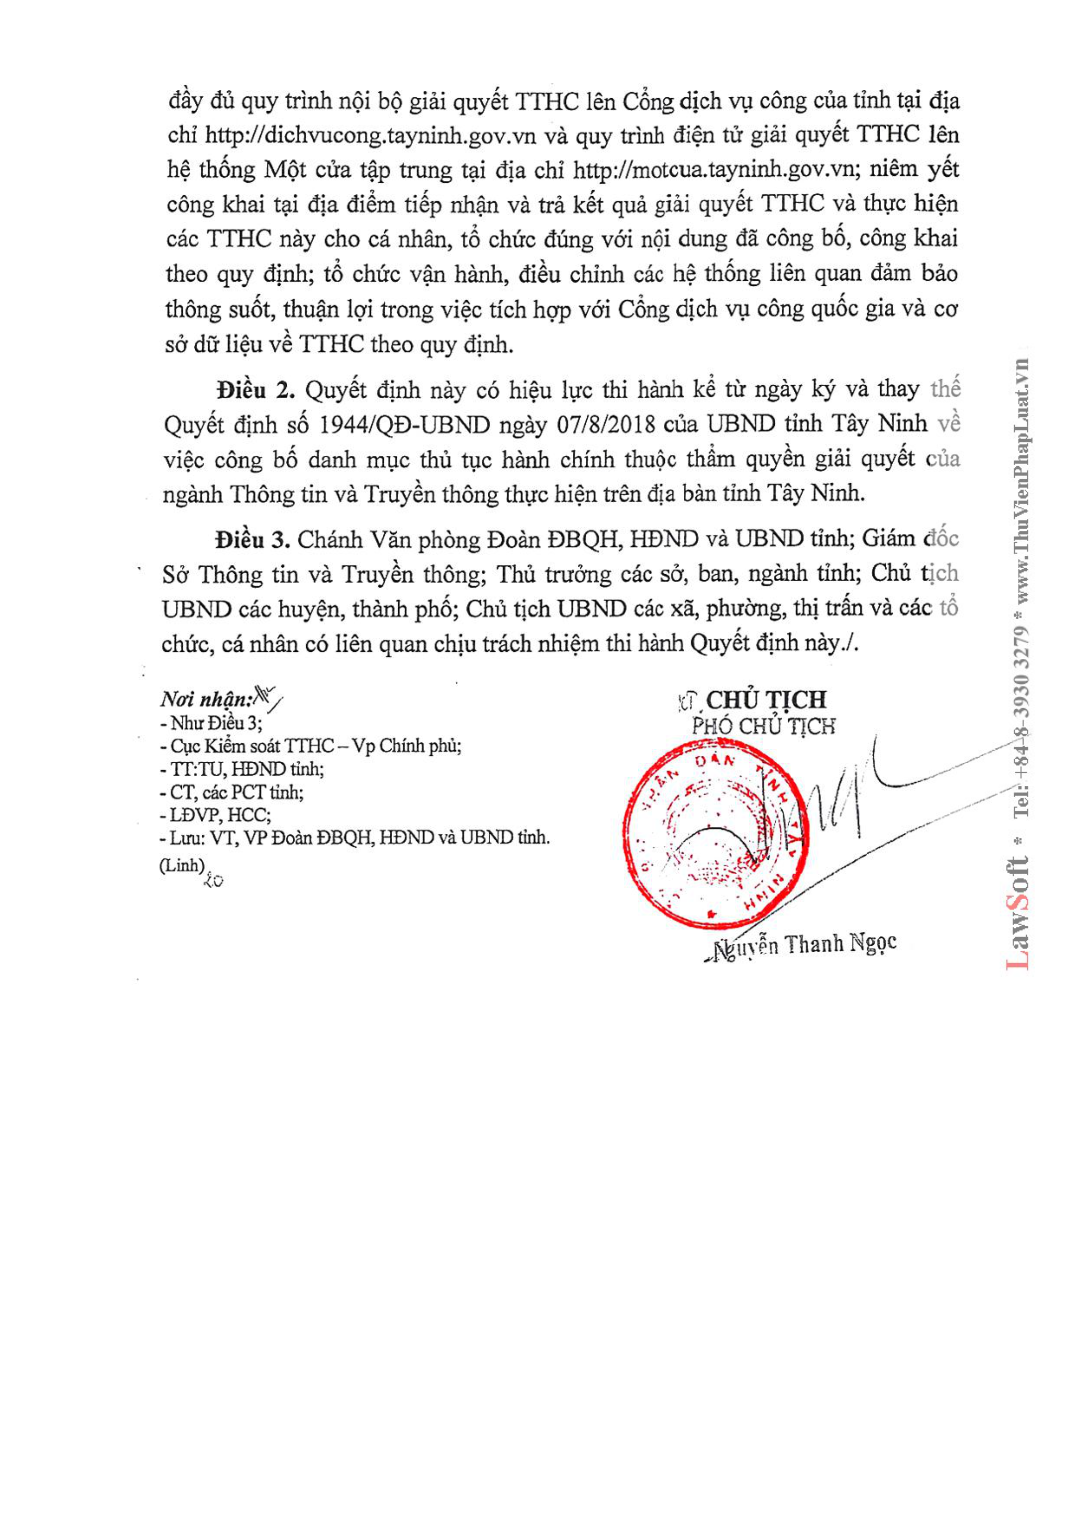 đầy đủ quy trình nội bộ giải quyết TTHC lên Cổng dịch vụ công của tỉnh tại địa
chỉ http://dichvucong.tayninh.gov.vn và quy trình điện tử giải quyết TTHC lên
hệ thống Một cửa tập trung tại địa chỉ http://motcua.tayninh.gov.vn; niêm yết
công khai tại địa điểm tiếp nhận và trả kết quả giải quyết TTHC và thực hiện
các TTHC này cho cá nhân, tổ chức đúng với nội dung đã công bố, công khai
theo quy định; tổ chức vận hành, điều chỉnh các hệ thống liên quan đảm bảo
thông suốt, thuận lợi trong việc tích hợp với Cổng dịch vụ công quốc gia và cơ
sở dữ liệu về TTHC theo quy định.
Điều 2. Quyết định này có hiệu lực thi hành kể từ ngày ký và thay thế
Quyết định số 1944/QĐ-UBND ngày 07/8/2018 của UBND tỉnh Tây Ninh về
việc công bố danh mục thủ tục hành chính thuộc thẩm quyền giải quyết của
ngành Thông tin và Truyền thông thực hiện trên địa bàn tỉnh Tây Ninh.
Điều 3. Chánh Văn phòng Đoàn ĐBQH, HĐND và UBND tỉnh; Giám đốc
Sở Thông tin và Truyền thông; Thủ trưởng các sở, ban, ngành tỉnh; Chủ tịch
UBND các huyện, thành phố; Chủ tịch UBND các xã, phường, thị trấn và các tổ
chức, cá nhân có liên quan chịu trách nhiệm thi hành Quyết định này./.
Nơi nhận:
- Như Điều 3;
- Cục Kiểm soát TTHC – Vp Chính phủ;
- TT:TU, HĐND tỉnh;
- CT, các PCT tỉnh;
- LĐVP, HCC;
- Lưu: VT, VP Đoàn ĐBQH, HĐND và UBND tỉnh.
(Linh)
20
KT. CHỦ TỊCH
PHÓ CHỦ TỊCH
NHÂN DÂN TỈNH TÂY NINH
Nguyễn Thanh Ngọc
LawSoft * Tel: +84-8-3930 3279 * www.ThuVienPhapLuat.vn